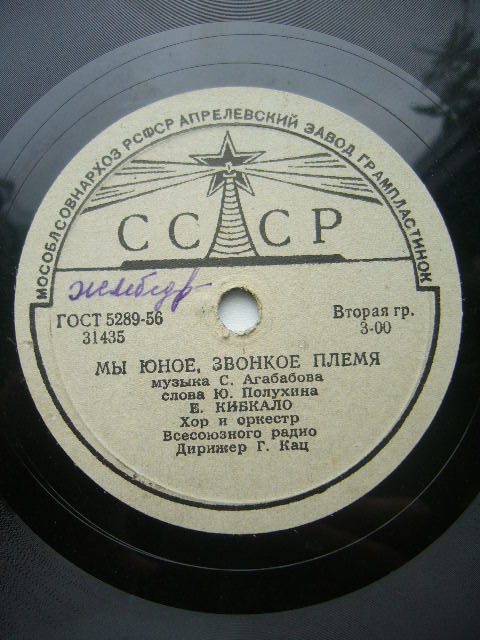 МОСОБЛСОВНАРХОЗ РСФСР АПРЕЛЕВСКИЙ ЗАВОД ГРАМПЛАСТИНОК
СССР
ГОСТ 5289-56
31435
Вторая гр.
3-00
МЫ ЮНОЕ, ЗВОНКОЕ ПЛЕМЯ
музыка С. Агабабова
слова Ю. Полухина
Е. КИБКАЛО
Хор и оркестр
Всесоюзного радио
Дирижер Г. Кац